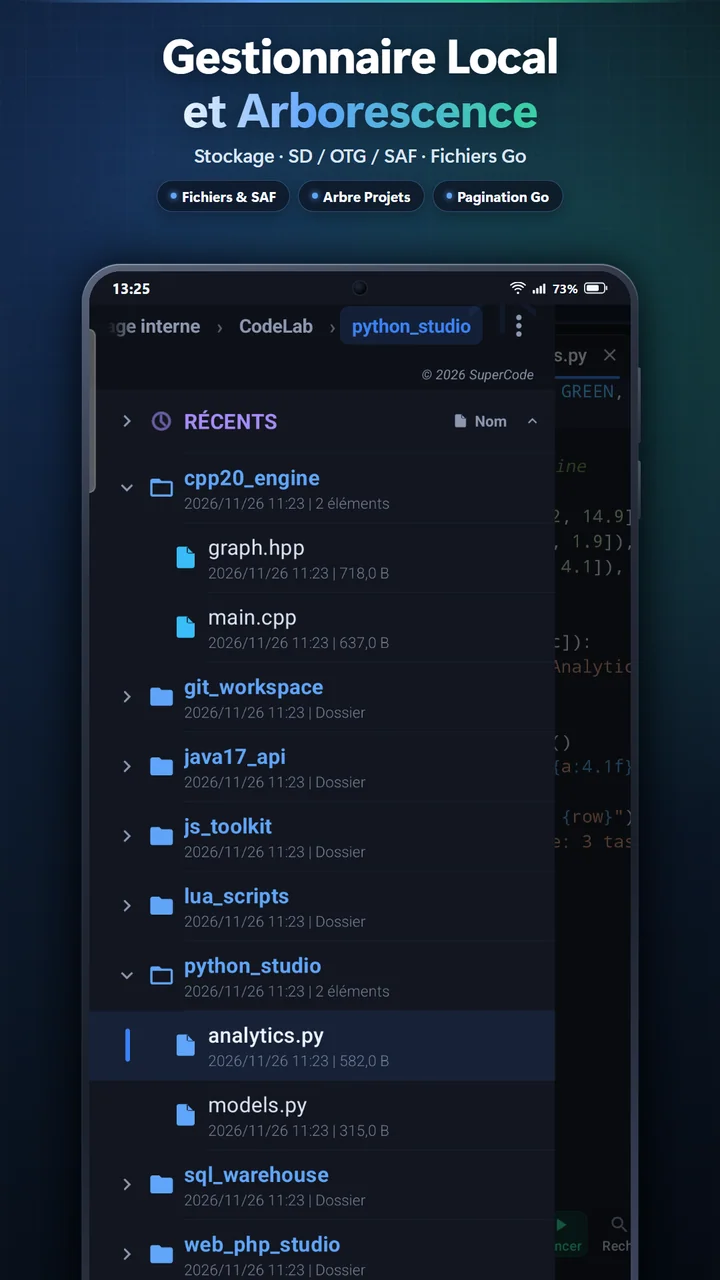 Gestionnaire Local
et Arborescence
Stockage · SD / OTG / SAF · Fichiers Go
Fichiers & SAF
Arbre Projets
Pagination Go
13:25
73%
age interne › CodeLab › python_studio
s.py ×
© 2026 SuperCode
GREEN,
RÉCENTS
Nom
ine
cpp20_engine
2026/11/26 11:23 | 2 éléments
2, 14.9]
, 1.9]),
graph.hpp
4.1]),
2026/11/26 11:23 | 718,0 B
main.cpp
2026/11/26 11:23 | 637,0 B
c]):
Analytic
git_workspace
2026/11/26 11:23 | Dossier
()
java17_api
{a:4.1f}
2026/11/26 11:23 | Dossier
{row}")
js_toolkit
e: 3 tas
2026/11/26 11:23 | Dossier
lua_scripts
2026/11/26 11:23 | Dossier
python_studio
2026/11/26 11:23 | 2 éléments
analytics.py
2026/11/26 11:23 | 582,0 B
models.py
2026/11/26 11:23 | 315,0 B
sql_warehouse
2026/11/26 11:23 | Dossier
web_php_studio
2026/11/26 11:23 | Dossier
ncer
Rech